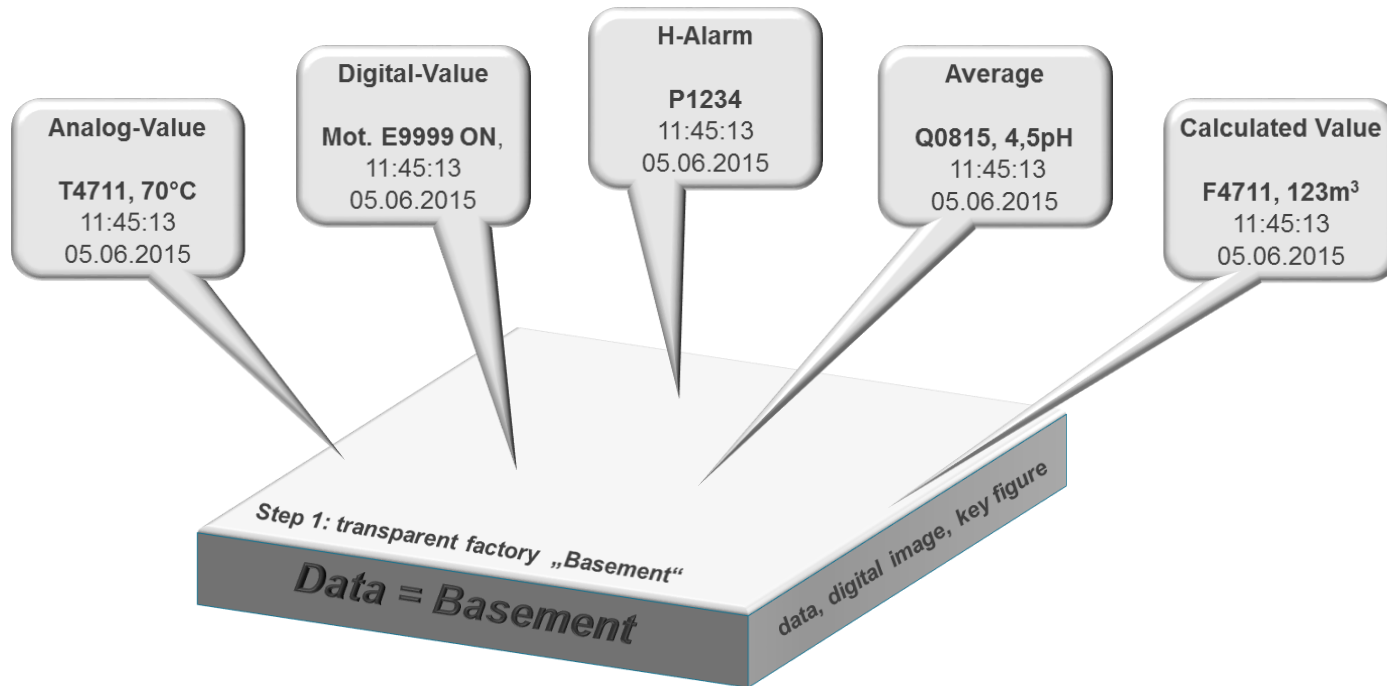 Analog-Value
T4711, 70°C
11:45:13
05.06.2015
Digital-Value
Mot. E9999 ON,
11:45:13
05.06.2015
H-Alarm
P1234
11:45:13
05.06.2015
Average
Q0815, 4,5pH
11:45:13
05.06.2015
Calculated Value
F4711, 123m³
11:45:13
05.06.2015
Step 1: transparent factory „Basement“
Data = Basement
data, digital image, key figure